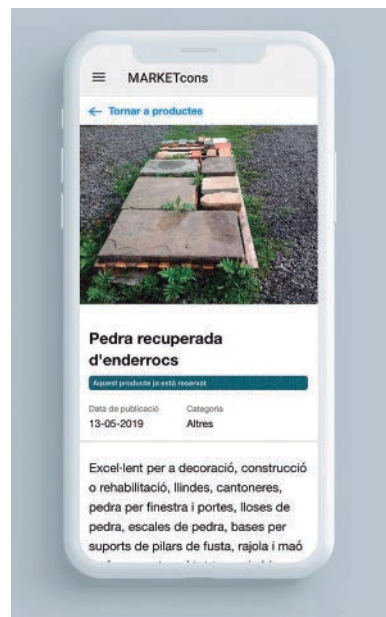 MARKETcons
← Tornar a productes
Pedra recuperada
d'enderrocs
Aquest producte ja està reservat
Data de publicació Categoria
13-05-2019 Altres
Excel·lent per a decoració, construcció
o rehabilitació, llindes, cantoneres,
pedra per finestra i portes, lloses de
pedra, escales de pedra, bases per
suports de pilars de fusta, rajola i maó